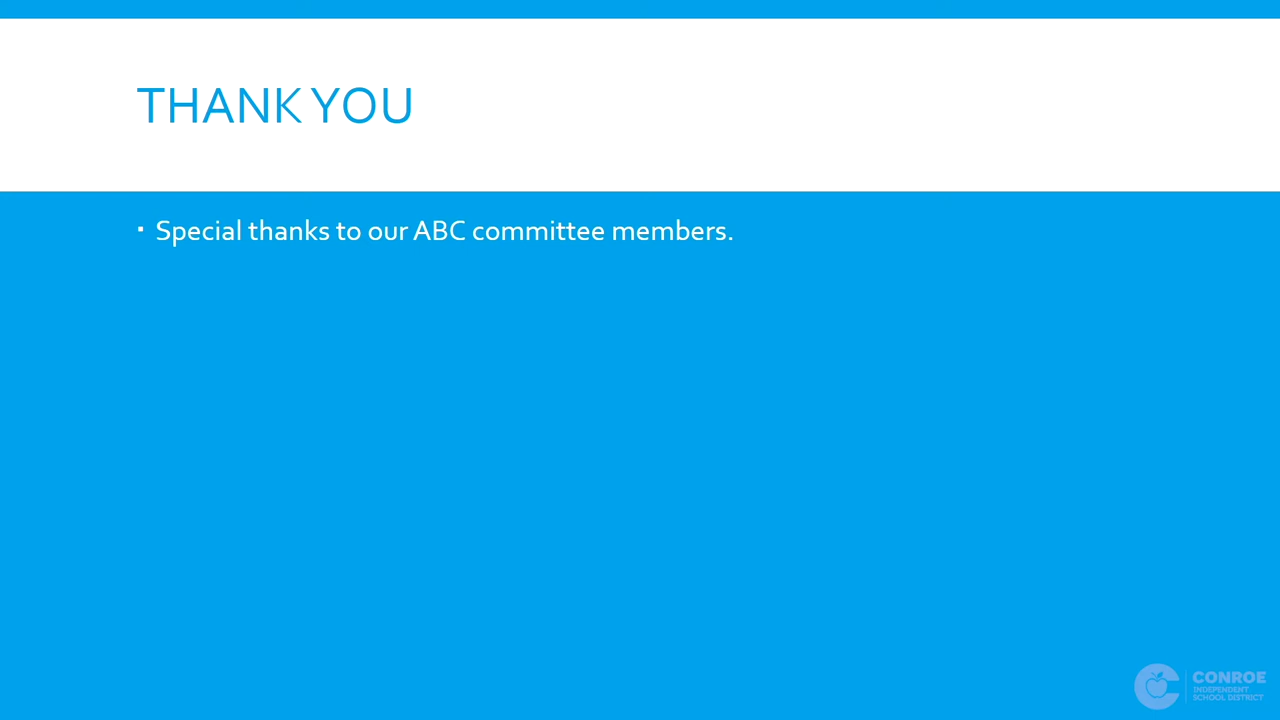 THANK YOU
▪ Special thanks to our ABC committee members.
CONROE
INDEPENDENT
SCHOOL DISTRICT